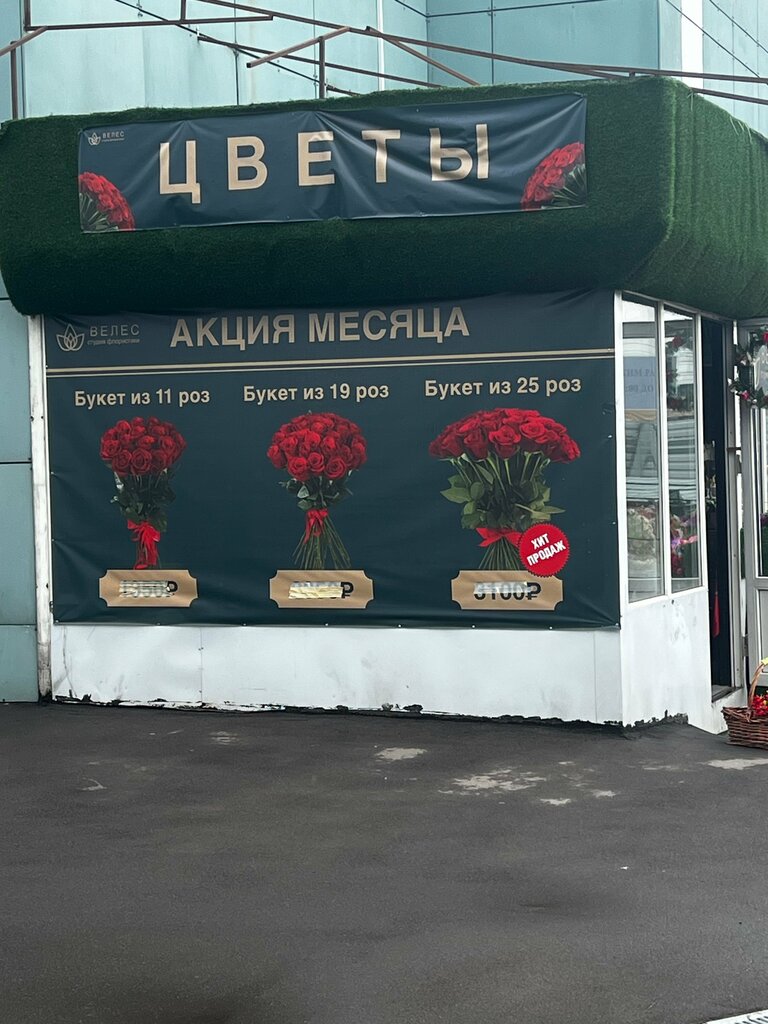 ВЕЛЕС
ЦВЕТЫ
ВЕЛЕС
студия флористики
АКЦИЯ МЕСЯЦА
Букет из 11 роз
Букет из 19 роз
Букет из 25 роз
ХИТ
ПРОДАЖ
3100₽